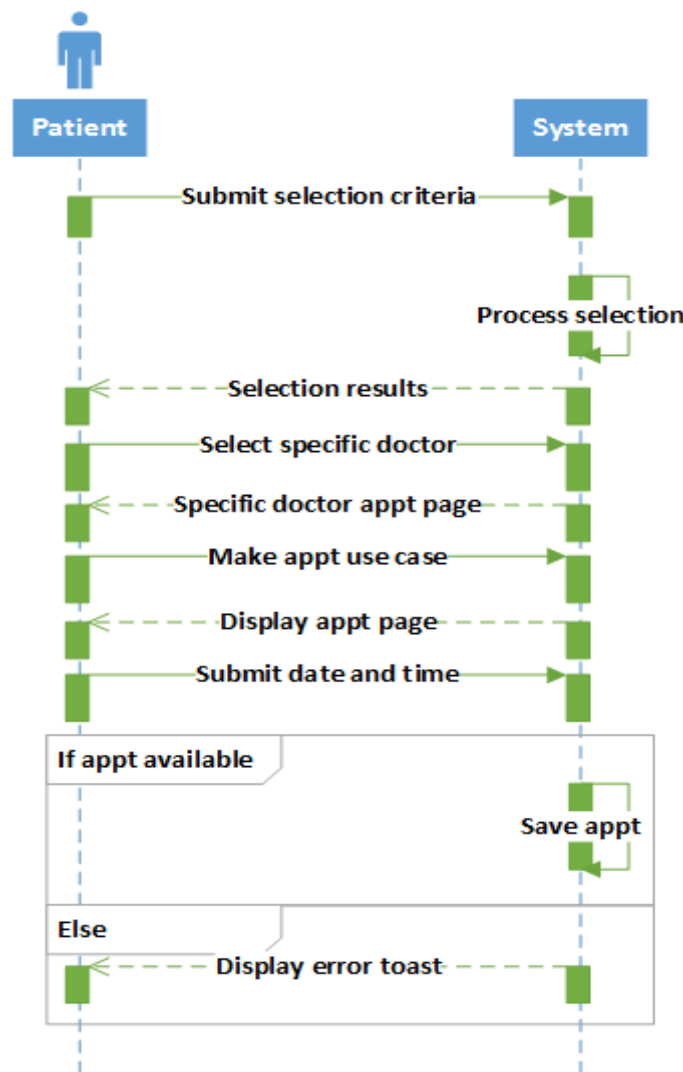 Patient
System
Submit selection criteria
Process selection
Selection results
Select specific doctor
Specific doctor appt page
Make appt use case
Display appt page
Submit date and time
If appt available
Save appt
Else
Display error toast